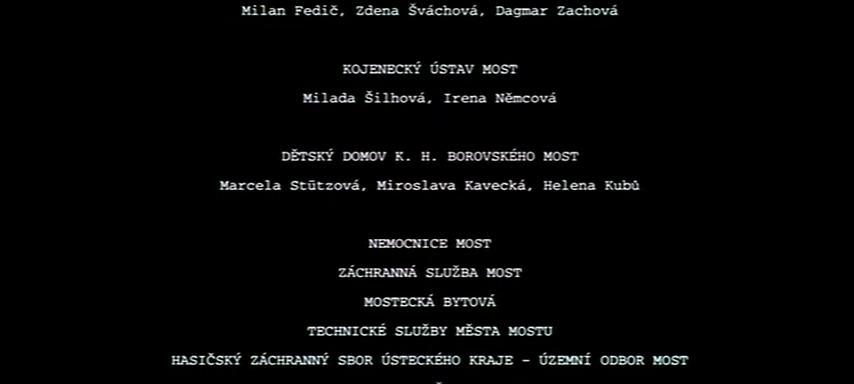 Milan Fedič, Zdena Šváchová, Dagmar Zachová
KOJENECKÝ ÚSTAV MOST
Milada Šilhová, Irena Němcová
DĚTSKÝ DOMOV K. H. BOROVSKÉHO MOST
Marcela Stützová, Miroslava Kavecká, Helena Kubů
NEMOCNICE MOST
ZÁCHRANNÁ SLUŽBA MOST
MOSTECKÁ BYTOVÁ
TECHNICKÉ SLUŽBY MĚSTA MOSTU
HASIČSKÝ ZÁCHRANNÝ SBOR ÚSTECKÉHO KRAJE - ÚZEMNÍ ODBOR MOST